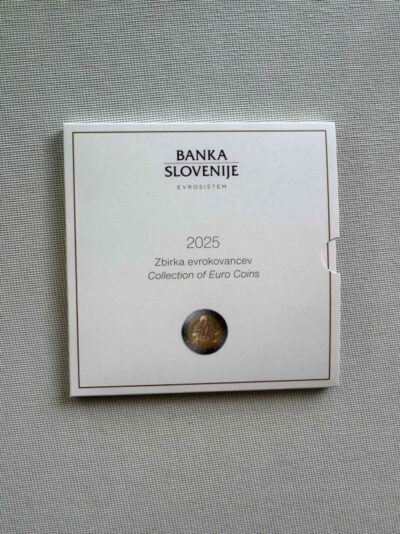 BANKA
SLOVENIJE
EVROSISTEM
2025
Zbirka evrokovancev
Collection of Euro Coins